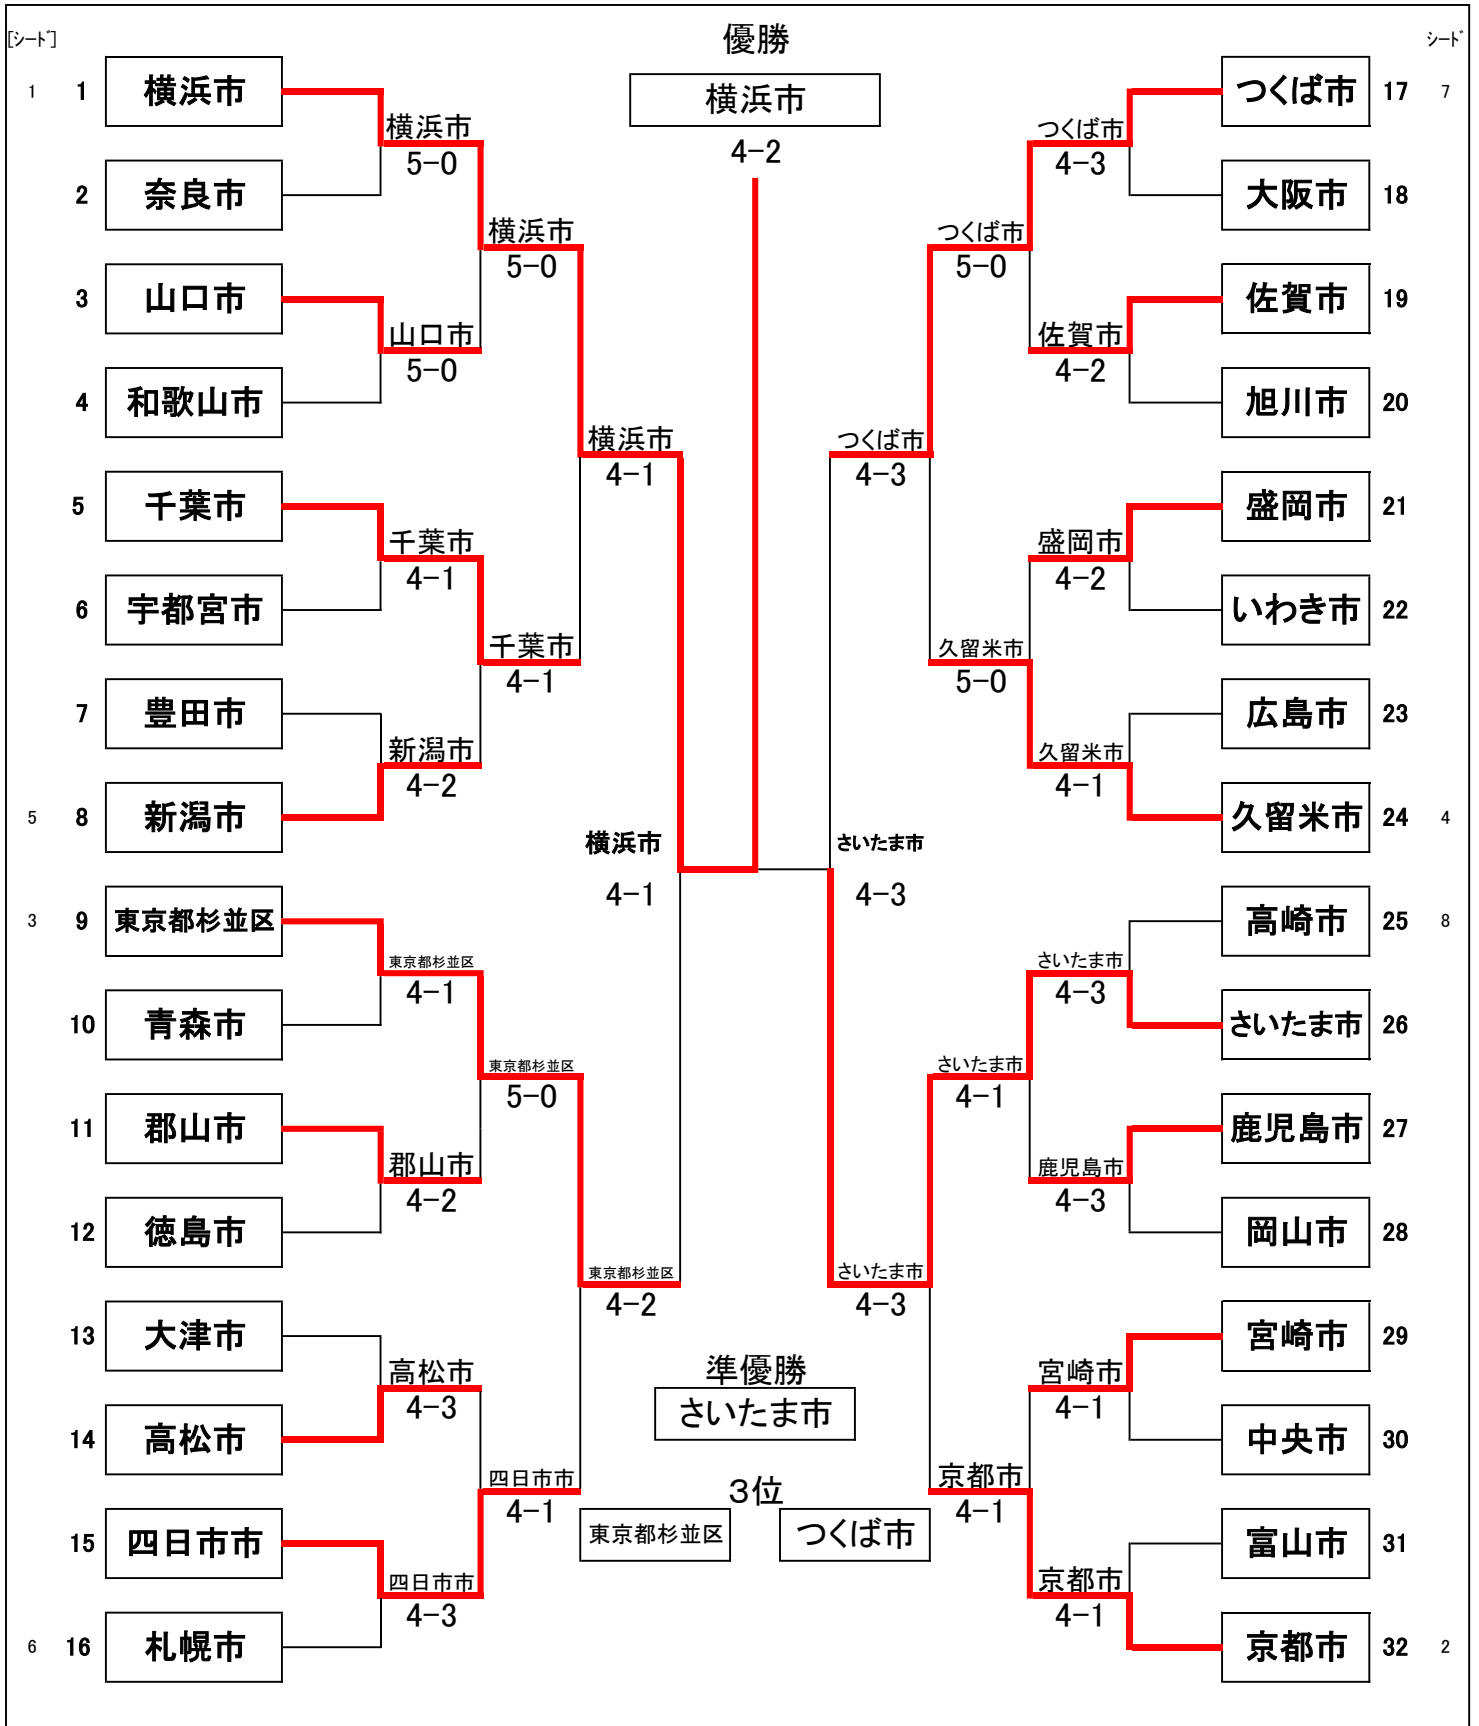 [シード]
優勝
シード
1 1 横浜市
横浜市
つくば市 17 7
横浜市
5-0
4-2
つくば市
4-3
2 奈良市
大阪市 18
横浜市
5-0
つくば市
5-0
3 山口市
佐賀市 19
山口市
5-0
佐賀市
4-2
4 和歌山市
旭川市 20
横浜市
4-1
つくば市
4-3
5 千葉市
盛岡市 21
千葉市
4-1
盛岡市
4-2
6 宇都宮市
いわき市 22
千葉市
4-1
久留米市
5-0
7 豊田市
広島市 23
新潟市
4-2
久留米市
4-1
5 8 新潟市
久留米市 24 4
横浜市
4-1
さいたま市
4-3
3 9 東京都杉並区
高崎市 25 8
東京都杉並区
4-1
さいたま市
4-3
10 青森市
さいたま市 26
東京都杉並区
5-0
さいたま市
4-1
11 郡山市
鹿児島市 27
郡山市
4-2
鹿児島市
4-3
12 徳島市
岡山市 28
東京都杉並区
4-2
さいたま市
4-3
13 大津市
宮崎市 29
高松市
4-3
準優勝
さいたま市
宮崎市
4-1
14 高松市
中央市 30
四日市市
4-1
3位
京都市
4-1
15 四日市市
東京都杉並区
つくば市
富山市 31
四日市市
4-3
京都市
4-1
6 16 札幌市
京都市 32 2